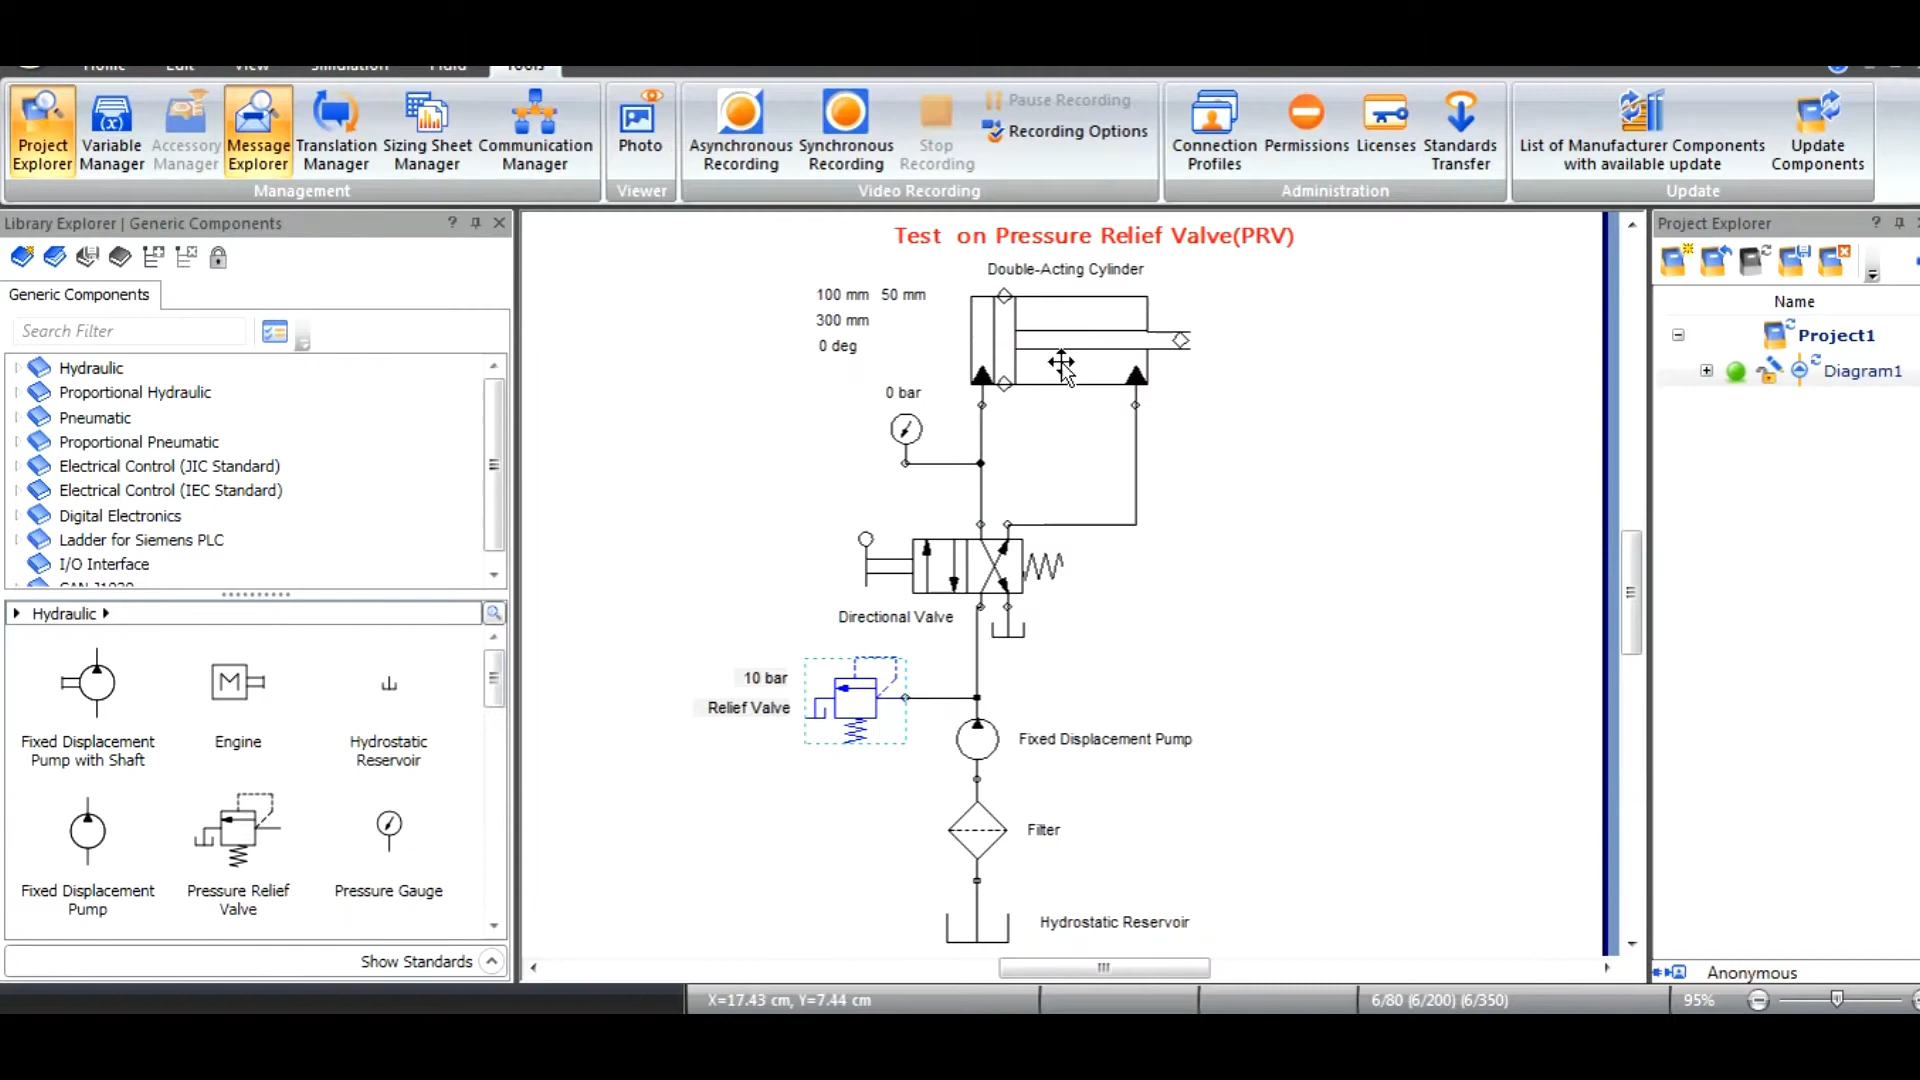 Home Edit View Simulation Fluid Tools
Project Explorer
Variable Manager
Accessory Manager
Message Explorer
Translation Manager
Sizing Sheet Manager
Communication Manager
Management
Photo
Viewer
Asynchronous Recording
Synchronous Recording
Stop Recording
Pause Recording
Recording Options
Video Recording
Connection Profiles
Permissions
Licenses
Standards Transfer
Administration
List of Manufacturer Components with available update
Update Components
Update
Library Explorer | Generic Components
Generic Components
Search Filter
Hydraulic
Proportional Hydraulic
Pneumatic
Proportional Pneumatic
Electrical Control (JIC Standard)
Electrical Control (IEC Standard)
Digital Electronics
Ladder for Siemens PLC
I/O Interface
Hydraulic
Fixed Displacement Pump with Shaft
M
Engine
Hydrostatic Reservoir
Fixed Displacement Pump
Pressure Relief Valve
Pressure Gauge
Show Standards
Test on Pressure Relief Valve(PRV)
Double-Acting Cylinder
100 mm 50 mm
300 mm
0 deg
0 bar
Directional Valve
10 bar
Relief Valve
Fixed Displacement Pump
Filter
Hydrostatic Reservoir
Project Explorer
Name
Project1
Diagram1
Anonymous
X=17.43 cm, Y=7.44 cm
6/80 (6/200) (6/350)
95%